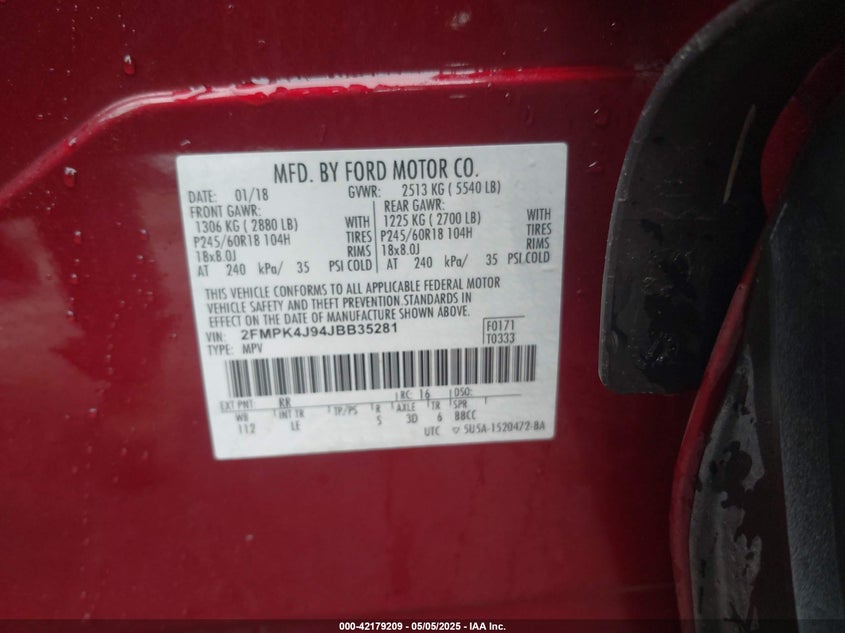 MFD. BY FORD MOTOR CO.
DATE: 01/18 GVWR: 2513 KG ( 5540 LB)
FRONT GAWR: REAR GAWR:
1306 KG ( 2880 LB) WITH 1225 KG ( 2700 LB) WITH
P245/60R18 104H TIRES P245/60R18 104H TIRES
18x8.0J RIMS 18x8.0J RIMS
AT 240 kPa/ 35 PSI COLD AT 240 kPa/ 35 PSI COLD
THIS VEHICLE CONFORMS TO ALL APPLICABLE FEDERAL MOTOR
VEHICLE SAFETY AND THEFT PREVENTION STANDARDS IN
EFFECT ON THE DATE OF MANUFACTURE SHOWN ABOVE.
VIN: 2FMPK4J94JBB35281 F0171
TYPE: MPV T0333
EXT PNT: RR RC: 16 DSO:
WB INT TR TP/PS R AXLE TR SPR
112 LE S 3D 6 BBCC
UTC ▽ 5U5A-1520472-BA
000-42179209 - 05/05/2025 - IAA Inc.